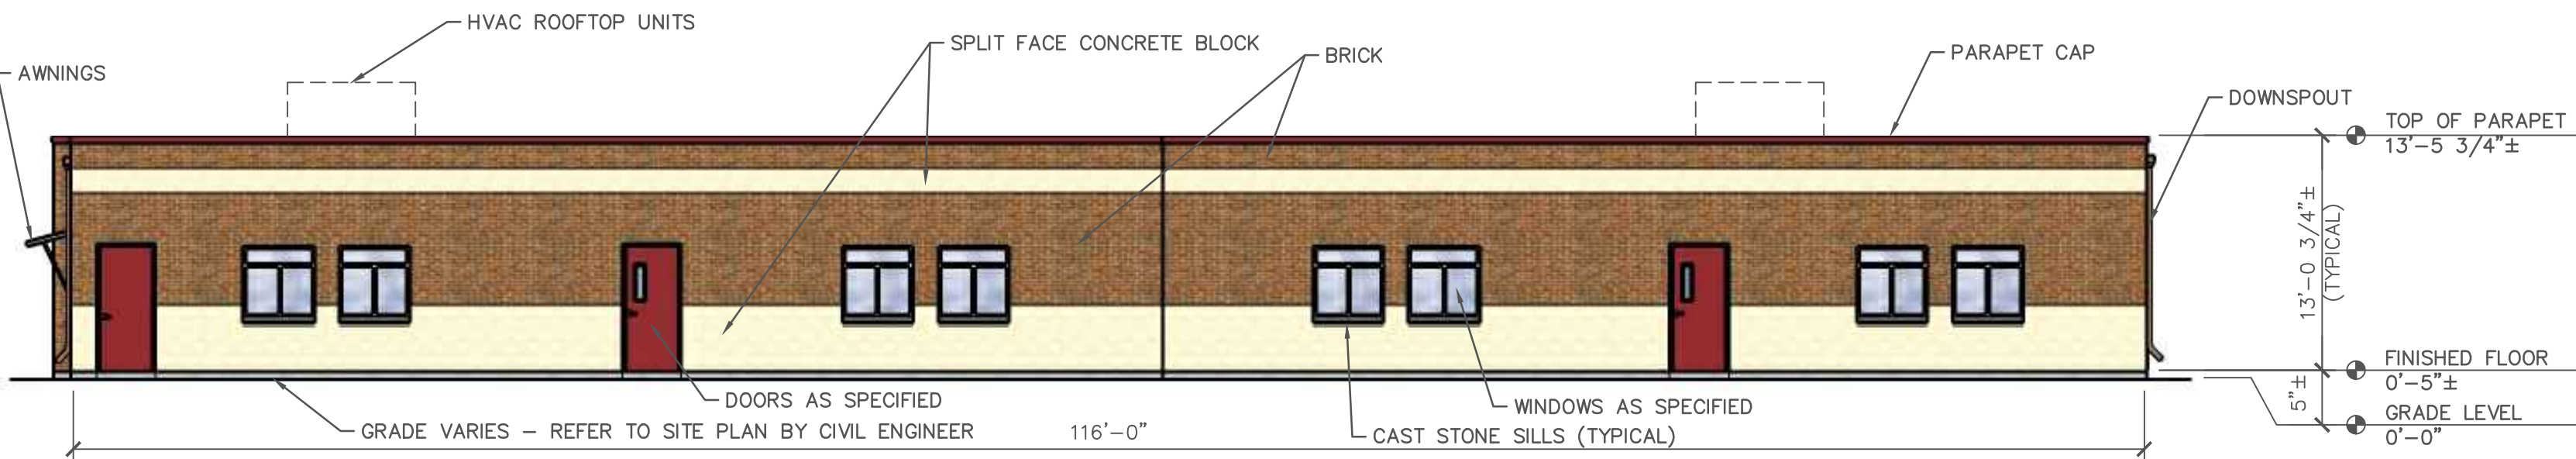 HVAC ROOFTOP UNITS
SPLIT FACE CONCRETE BLOCK
BRICK
PARAPET CAP
AWNINGS
DOWNSPOUT
TOP OF PARAPET
13'-5 3/4"±
13'-0 3/4"±
(TYPICAL)
FINISHED FLOOR
0'-5"±
5"±
GRADE LEVEL
0'-0"
DOORS AS SPECIFIED
WINDOWS AS SPECIFIED
GRADE VARIES – REFER TO SITE PLAN BY CIVIL ENGINEER
116'-0"
CAST STONE SILLS (TYPICAL)